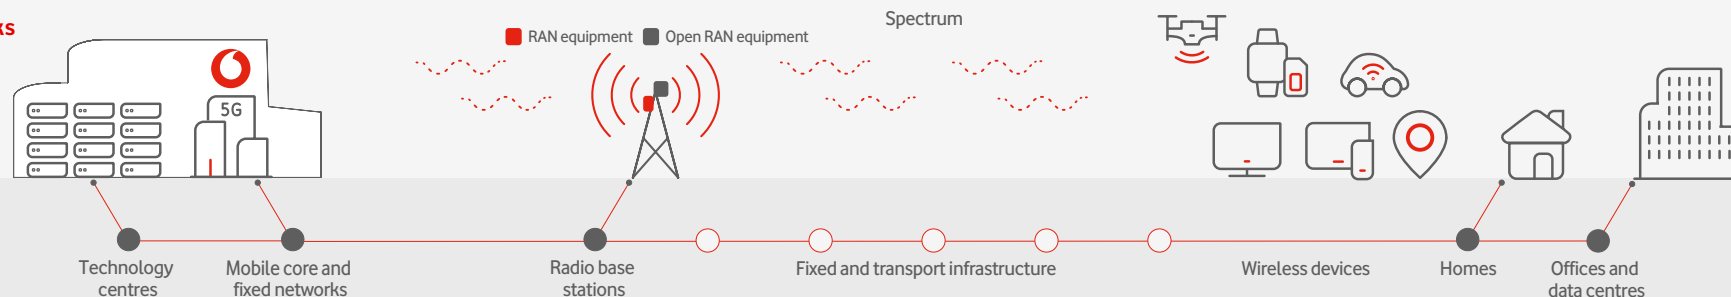 Spectrum
RAN equipment
Open RAN equipment
5G
Technology
centres
Mobile core and
fixed networks
Radio base
stations
Fixed and transport infrastructure
Wireless devices
Homes
Offices and
data centres